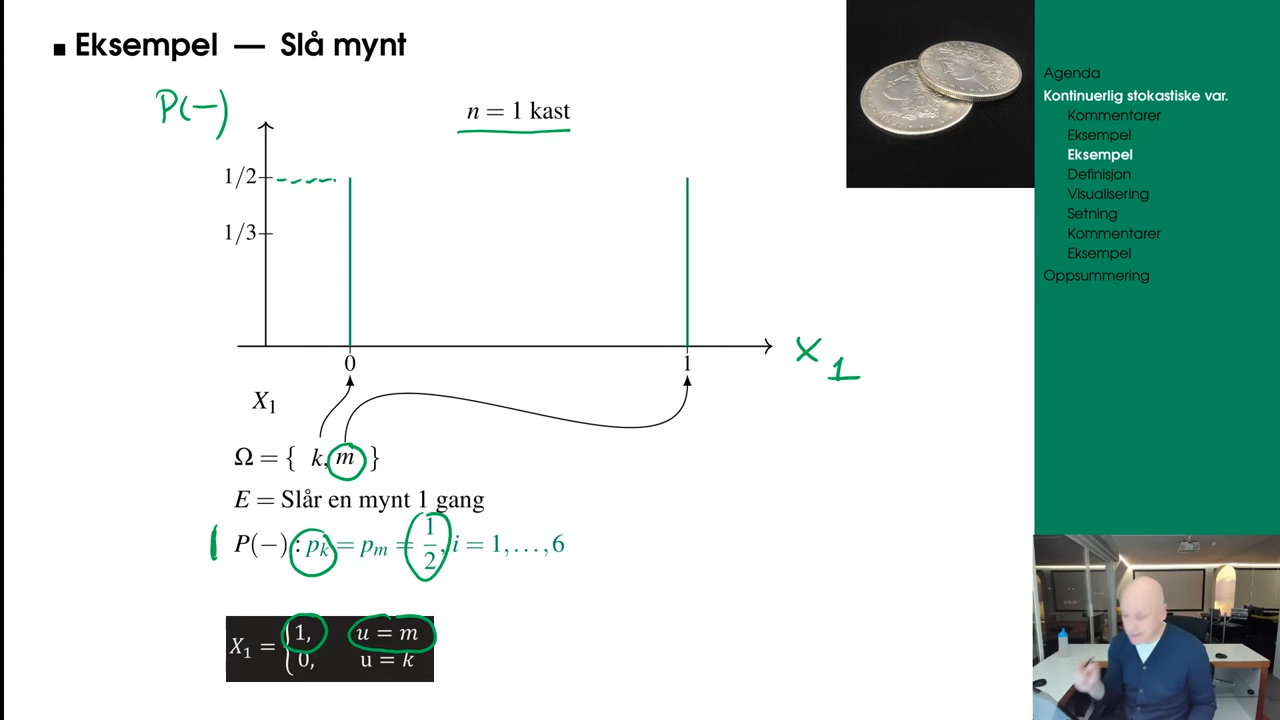 Eksempel — Slå mynt
P(−)
n = 1 kast
1/2
1/3
0
1
X 1
X₁
Ω = { k, m }
E = Slår en mynt 1 gang
P(−) : pₖ = pₘ = 1/2, i = 1, . . . , 6
X₁ = { 1, u = m
0, u = k
Agenda
Kontinuerlig stokastiske var.
Kommentarer
Eksempel
Eksempel
Definisjon
Visualisering
Setning
Kommentarer
Eksempel
Oppsummering